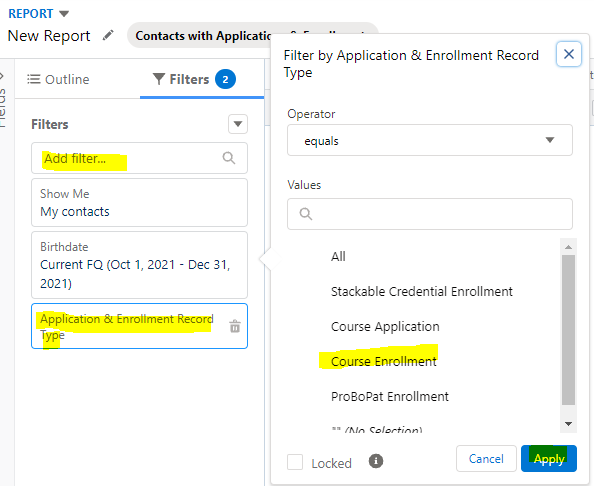 REPORT
New Report
Contacts with Application & Enrollment
Fields
Outline
Filters 2
Filters
Add filter...
Show Me
My contacts
Birthdate
Current FQ (Oct 1, 2021 - Dec 31,
2021)
Application & Enrollment Record
Type
Filter by Application & Enrollment Record
Type
Operator
equals
Values
All
Stackable Credential Enrollment
Course Application
Course Enrollment
ProBoPat Enrollment
"" (No Selection)
Locked
Cancel
Apply